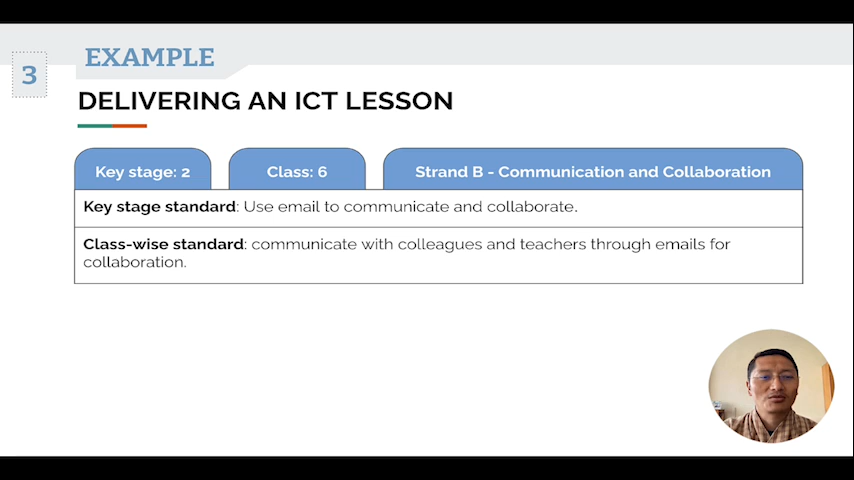 3
EXAMPLE
DELIVERING AN ICT LESSON
Key stage: 2
Class: 6
Strand B - Communication and Collaboration
Key stage standard: Use email to communicate and collaborate.
Class-wise standard: communicate with colleagues and teachers through emails for
collaboration.